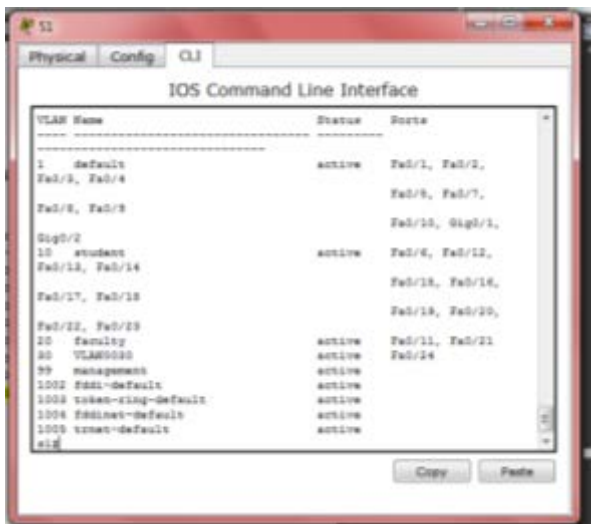 S1
Physical Config CLI
IOS Command Line Interface
VLAN Name Status Ports
1 default active Fa0/1, Fa0/2,
Fa0/3, Fa0/4
Fa0/5, Fa0/7,
Fa0/8, Fa0/9
Fa0/10, Gig0/1,
Gig0/2
10 student active Fa0/6, Fa0/12,
Fa0/13, Fa0/14
Fa0/15, Fa0/16,
Fa0/17, Fa0/18
Fa0/19, Fa0/20,
Fa0/22, Fa0/23
20 faculty active Fa0/11, Fa0/21
30 VLAN0030 active Fa0/24
99 management active
1002 fddi-default active
1003 token-ring-default active
1004 fddinet-default active
1005 trnet-default active
Copy Paste